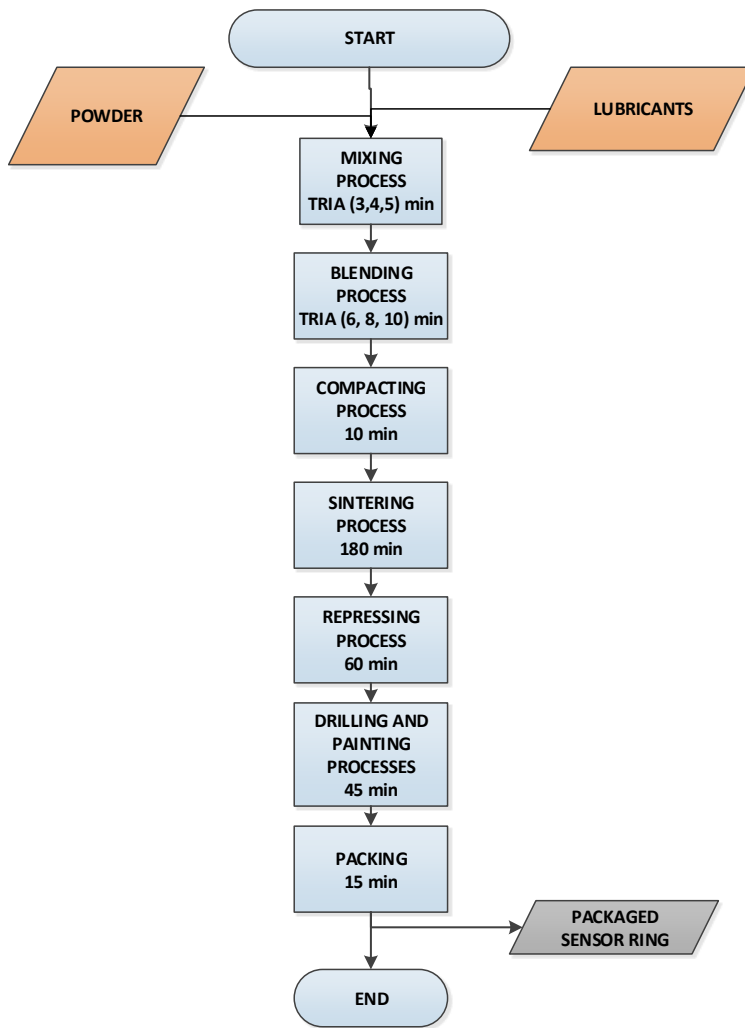 START
POWDER
LUBRICANTS
MIXING
PROCESS
TRIA (3,4,5) min
BLENDING
PROCESS
TRIA (6, 8, 10) min
COMPACTING
PROCESS
10 min
SINTERING
PROCESS
180 min
REPRESSING
PROCESS
60 min
DRILLING AND
PAINTING
PROCESSES
45 min
PACKING
15 min
PACKAGED
SENSOR RING
END